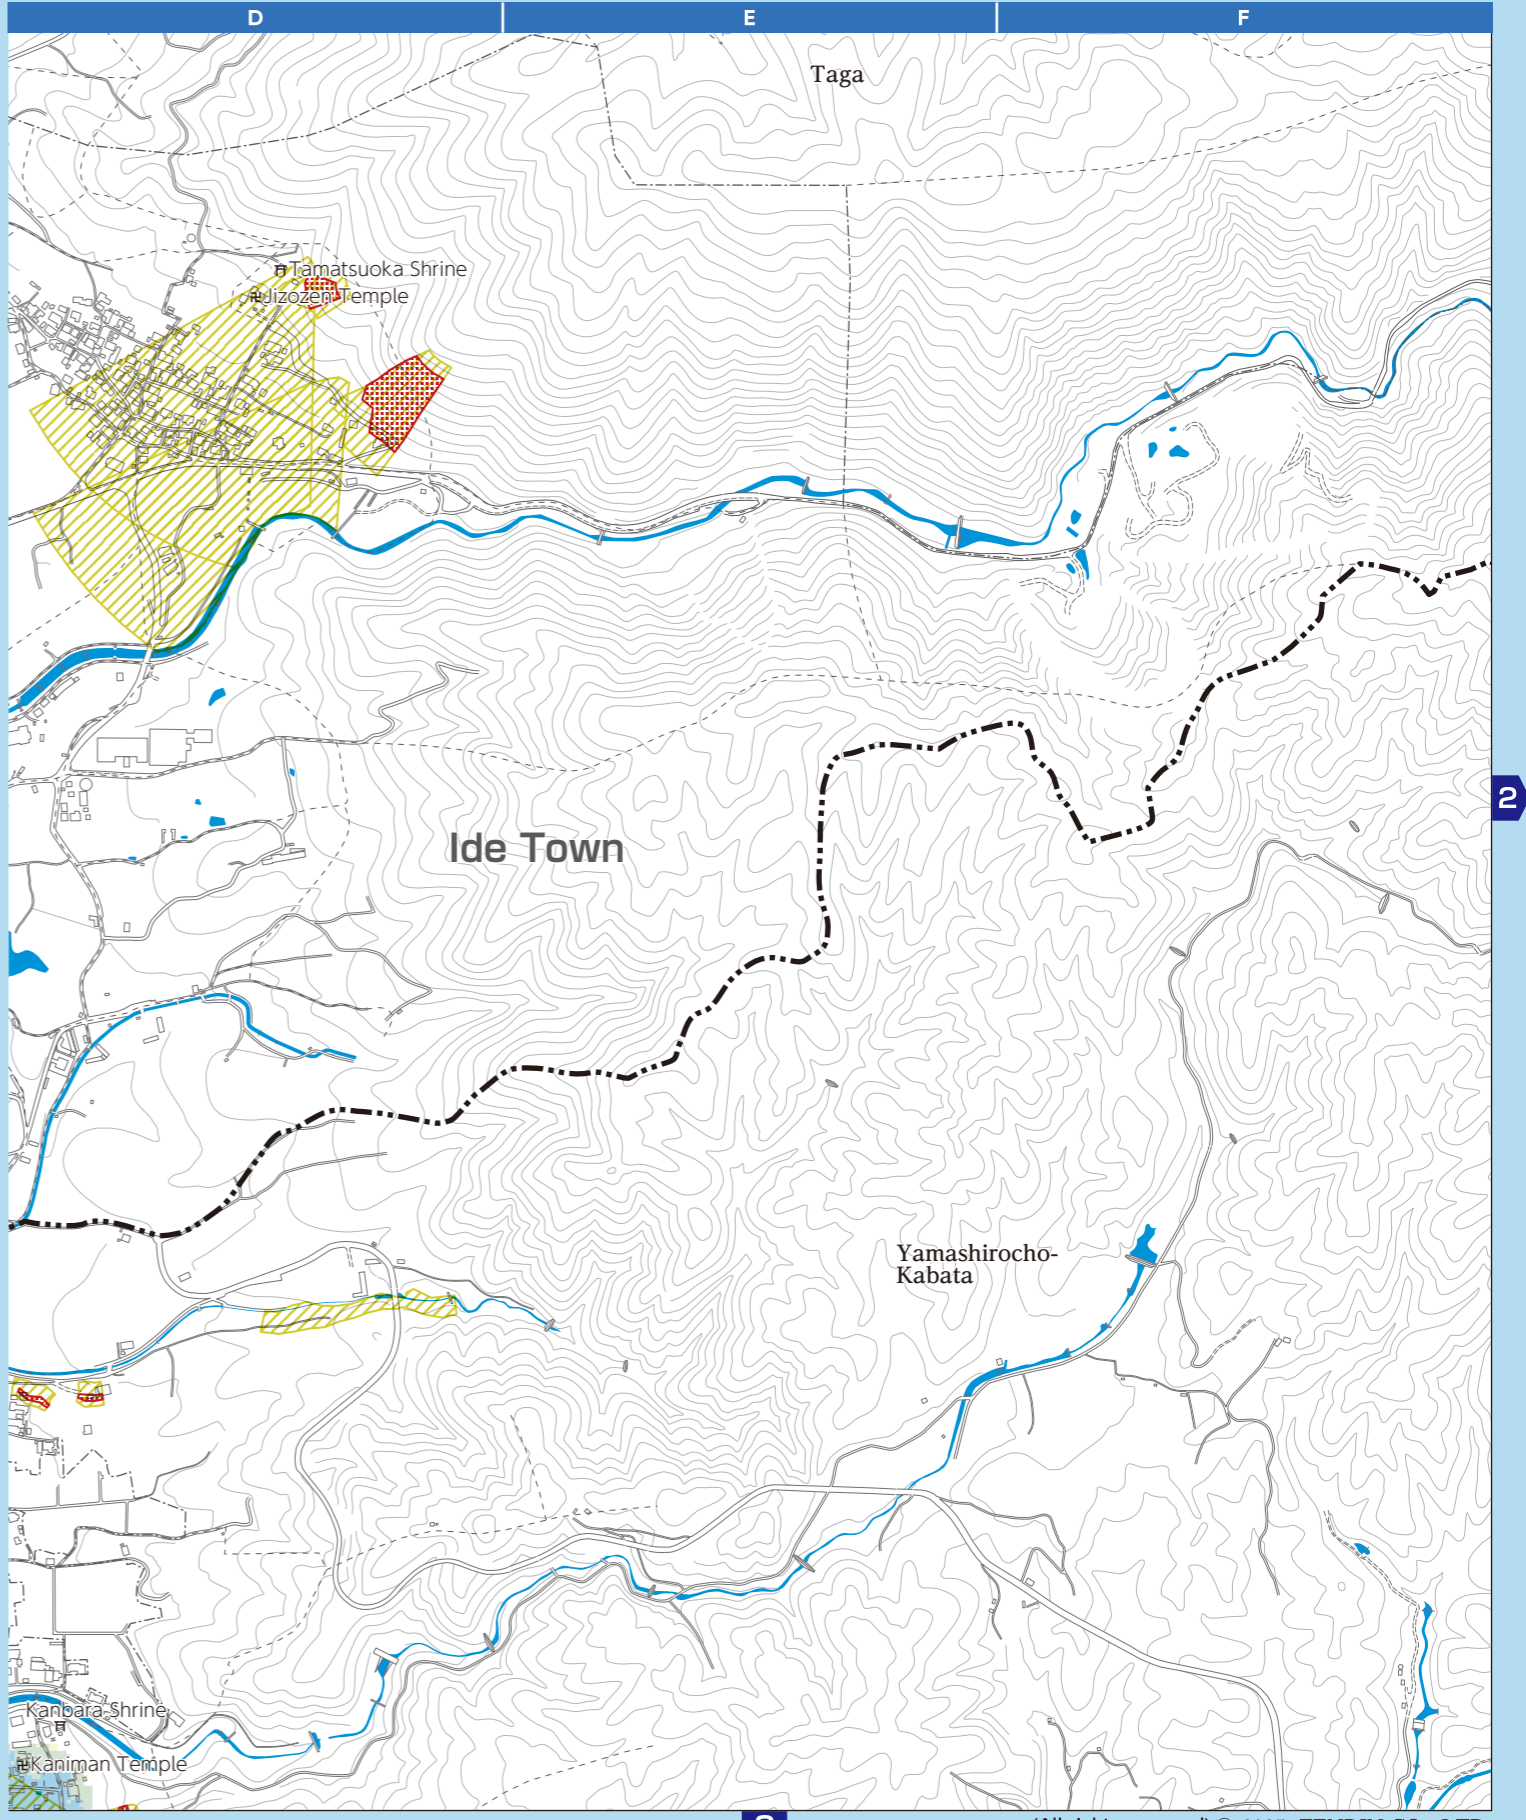 D
E
F
Taga
Tamatsuoka Shrine
Jizozen Temple
2
Ide Town
Yamashirocho-
Kabata
Kanbara Shrine
Kaniman Temple